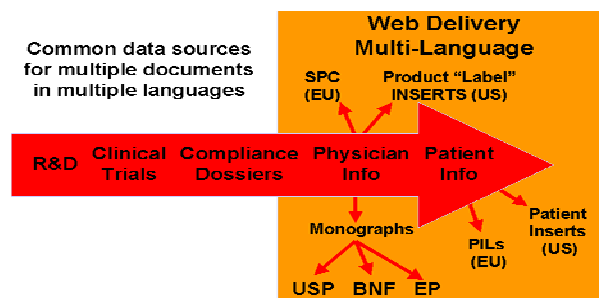 Common data sources
for multiple documents
in multiple languages
Web Delivery
Multi-Language
SPC
(EU)
Product “Label”
INSERTS (US)
R&D
Clinical
Trials
Compliance
Dossiers
Physician
Info
Patient
Info
Monographs
USP
BNF
EP
PILs
(EU)
Patient
Inserts
(US)